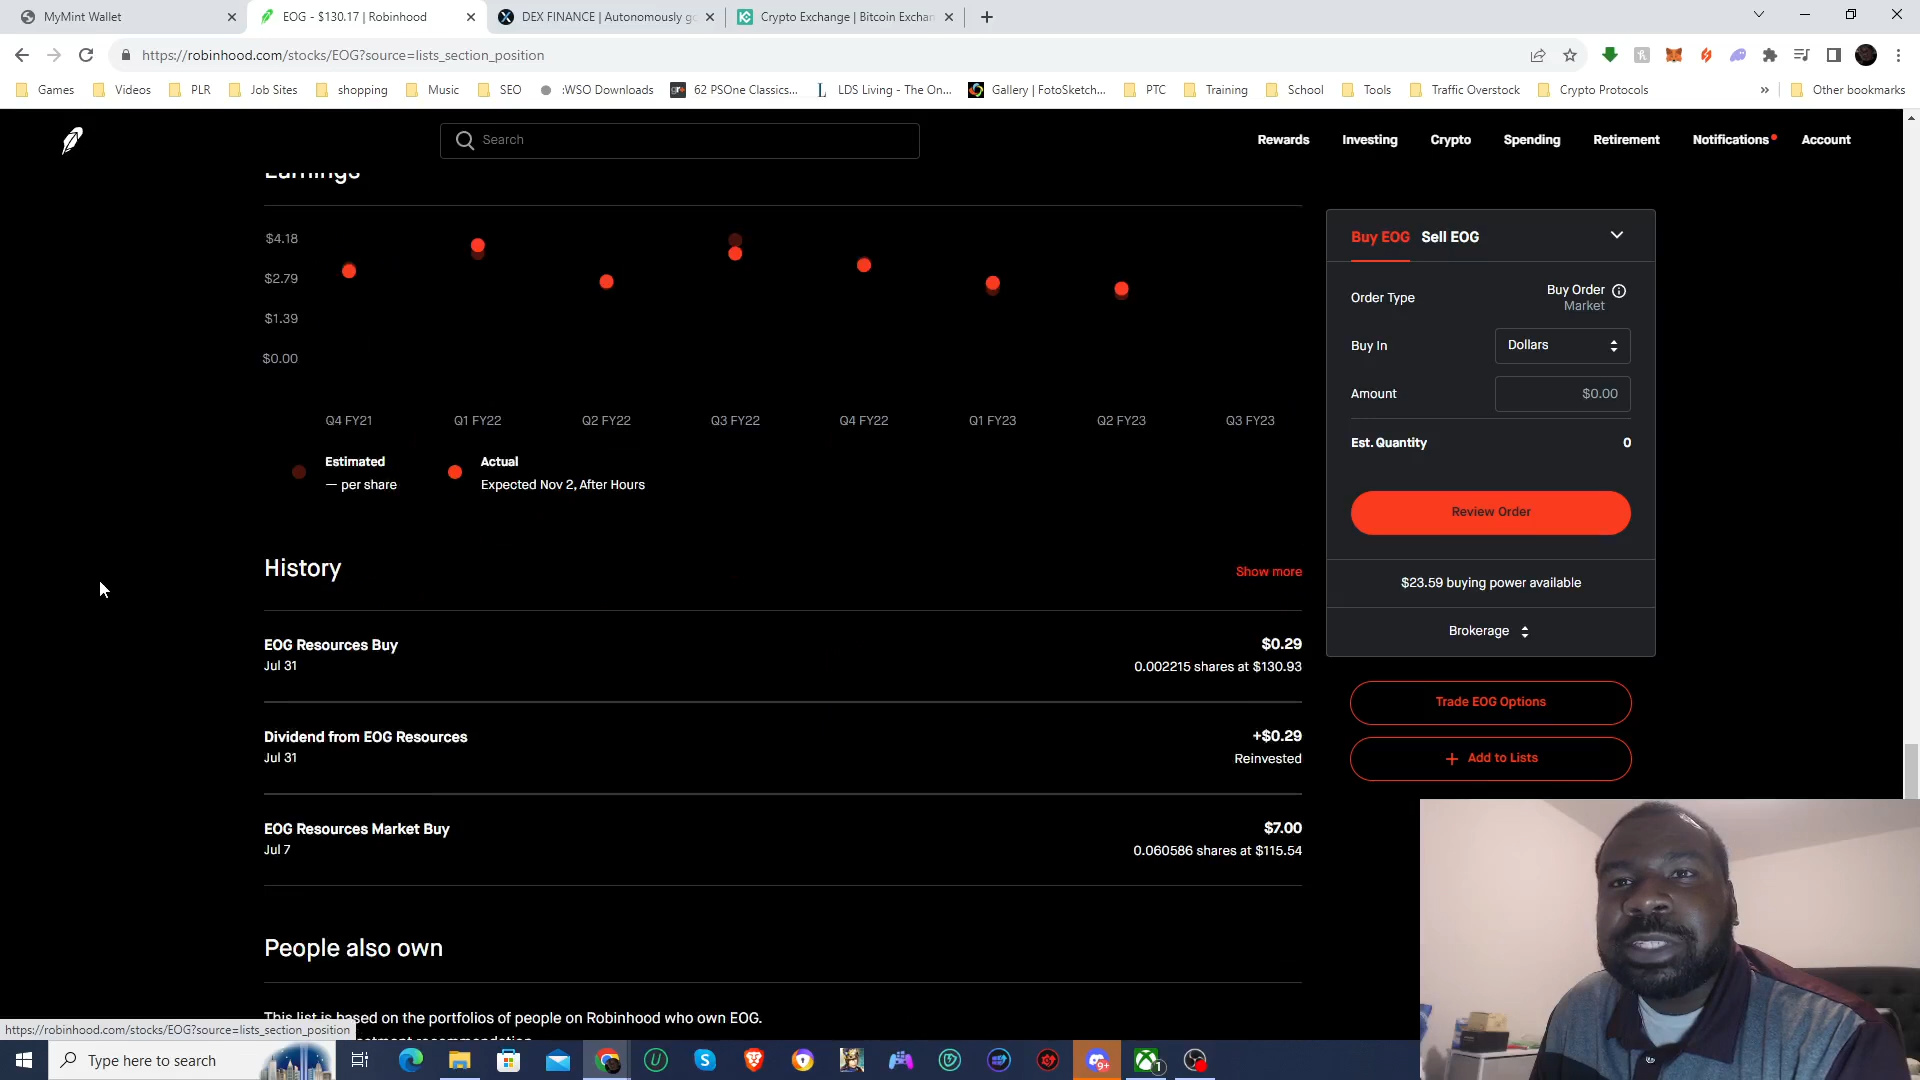 MyMint Wallet
EOG - $130.17 | Robinhood
DEX FINANCE | Autonomously g
Crypto Exchange | Bitcoin Exchan
https://robinhood.com/stocks/EOG?source=lists_section_position
Games
Videos
PLR
Job Sites
shopping
Music
SEO
:WSO Downloads
62 PSOne Classics...
LDS Living - The On...
Gallery | FotoSketch...
PTC
Training
School
Tools
Traffic Overstock
Crypto Protocols
»
Other bookmarks
Search
Rewards
Investing
Crypto
Spending
Retirement
Notifications
Account
Earnings
$4.18
$2.79
$1.39
$0.00
Q4 FY21
Q1 FY22
Q2 FY22
Q3 FY22
Q4 FY22
Q1 FY23
Q2 FY23
Q3 FY23
Estimated
— per share
Actual
Expected Nov 2, After Hours
Buy EOG
Sell EOG
Order Type
Buy Order
Market
Buy In
Dollars
Amount
$0.00
Est. Quantity
0
Review Order
$23.59 buying power available
Brokerage
Trade EOG Options
+ Add to Lists
History
Show more
EOG Resources Buy
$0.29
Jul 31
0.002215 shares at $130.93
Dividend from EOG Resources
+$0.29
Jul 31
Reinvested
EOG Resources Market Buy
$7.00
Jul 7
0.060586 shares at $115.54
People also own
This list is based on the portfolios of people on Robinhood who own EOG.
https://robinhood.com/stocks/EOG?source=lists_section_position
Type here to search
9+
1